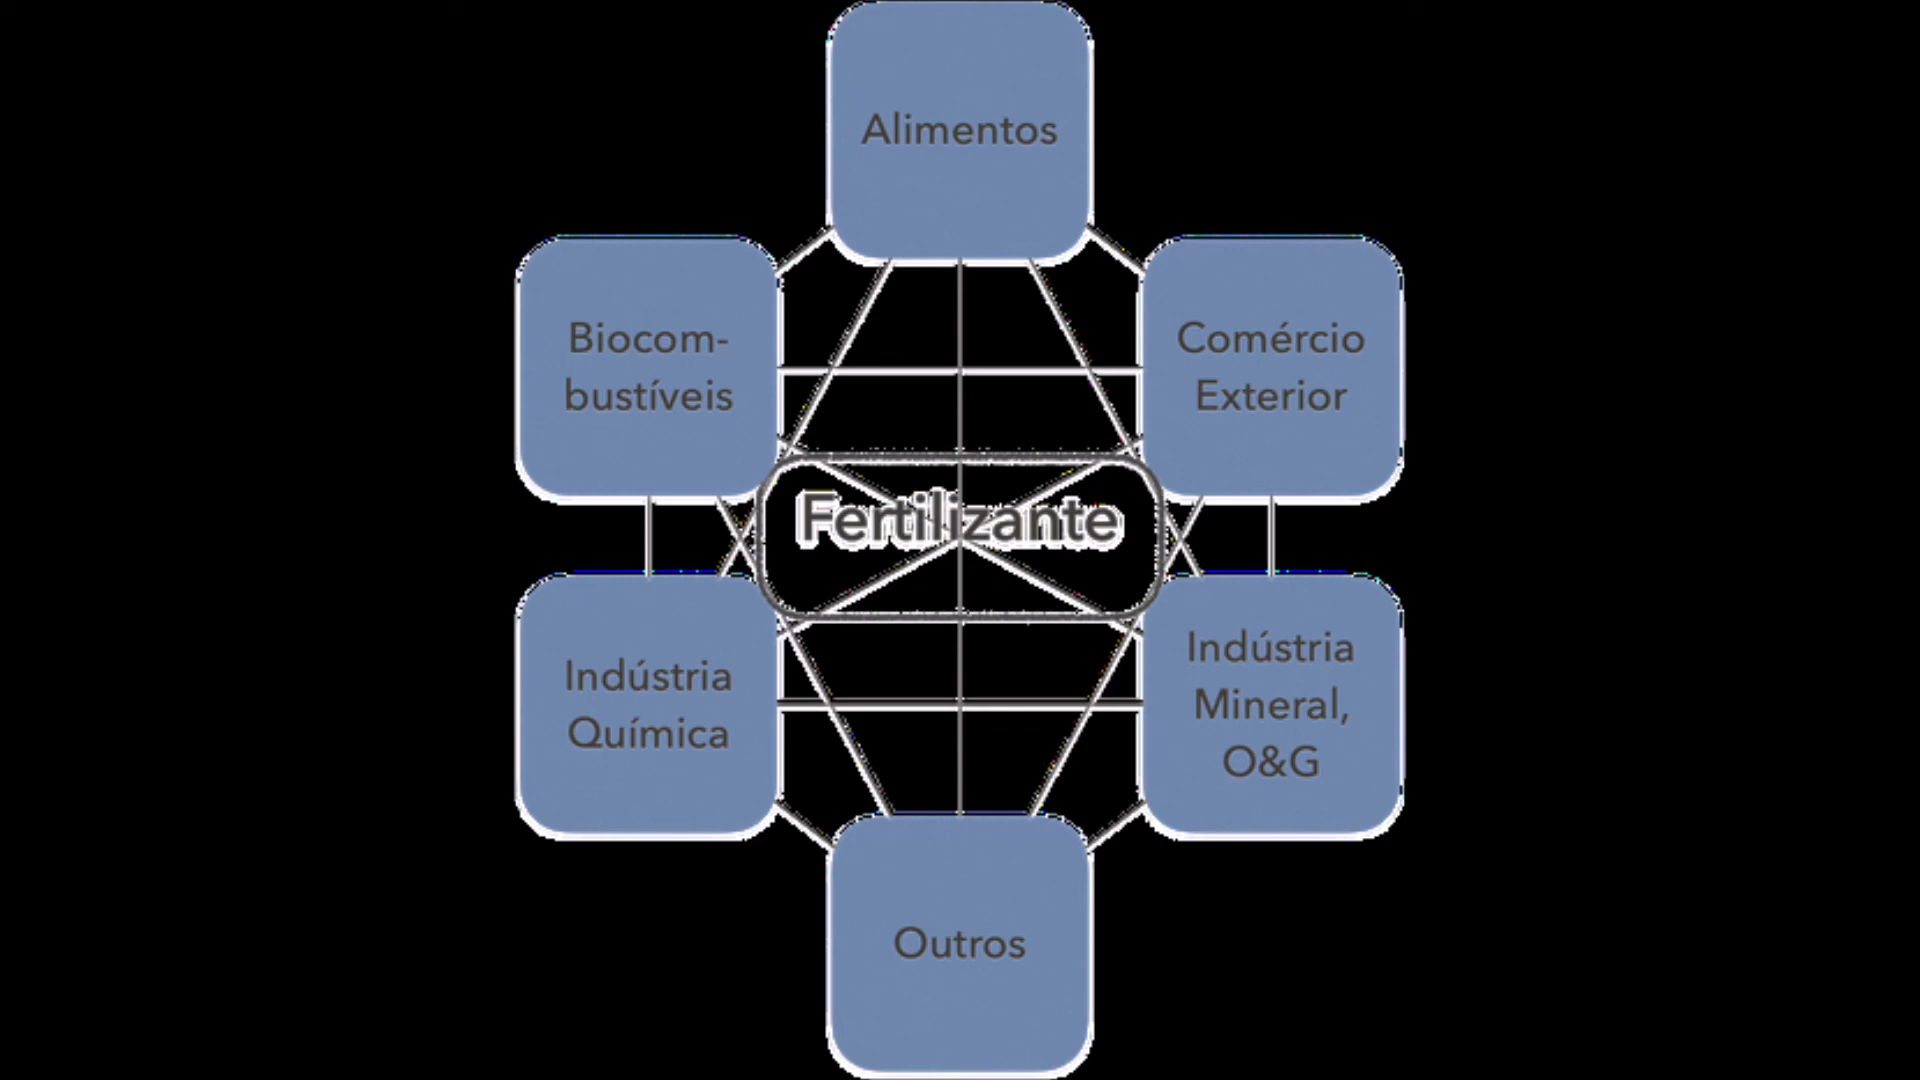 Alimentos
Biocom-
bustíveis
Comércio
Exterior
Fertilizante
Indústria
Química
Indústria
Mineral,
O&G
Outros